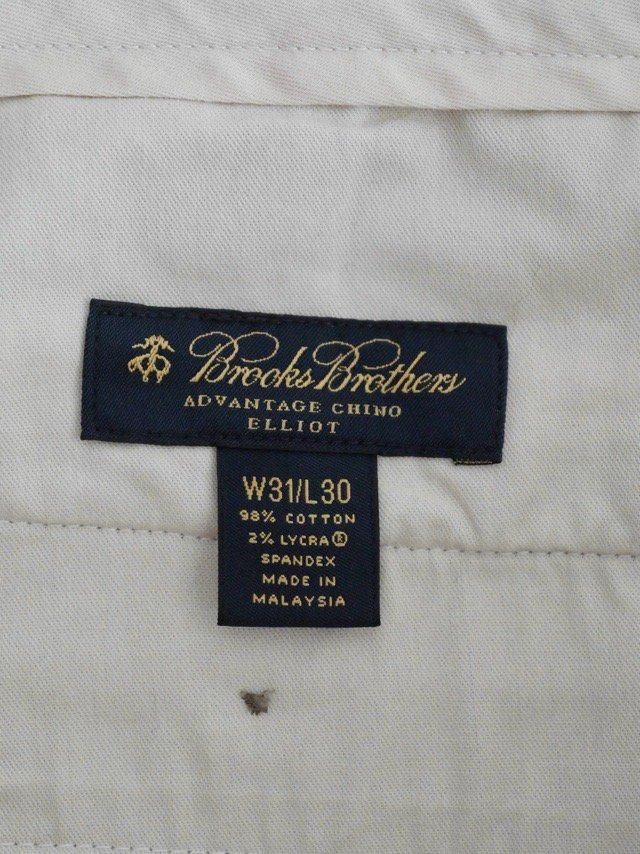 Brooks Brothers
ADVANTAGE CHINO
ELLIOT
W31/L30
98% COTTON
2% LYCRA®
SPANDEX
MADE IN
MALAYSIA